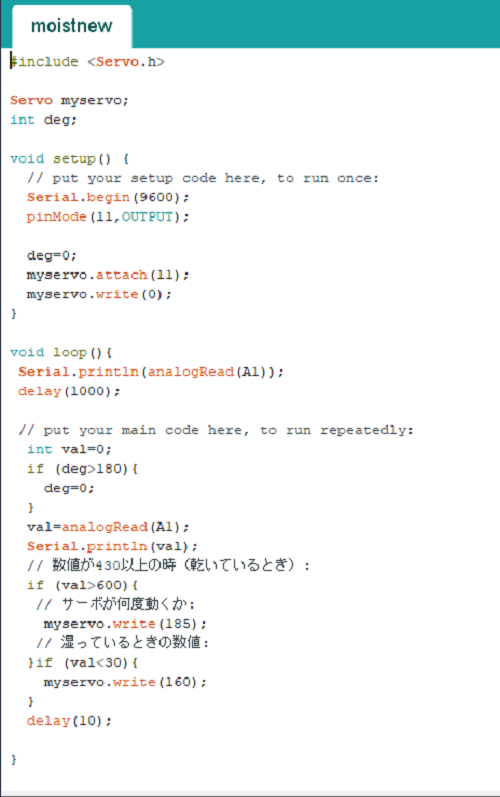 moistnew
#include <Servo.h>
Servo myservo;
int deg;
void setup() {
// put your setup code here, to run once:
Serial.begin(9600);
pinMode(11,OUTPUT);
deg=0;
myservo.attach(11);
myservo.write(0);
}
void loop(){
Serial.println(analogRead(A1));
delay(1000);
// put your main code here, to run repeatedly:
int val=0;
if (deg>180){
deg=0;
}
val=analogRead(A1);
Serial.println(val);
// 数値が430以上の時（乾いているとき）:
if (val>600){
// サーボが何度動くか:
myservo.write(185);
// 湿っているときの数値:
}if (val<30){
myservo.write(160);
}
delay(10);
}